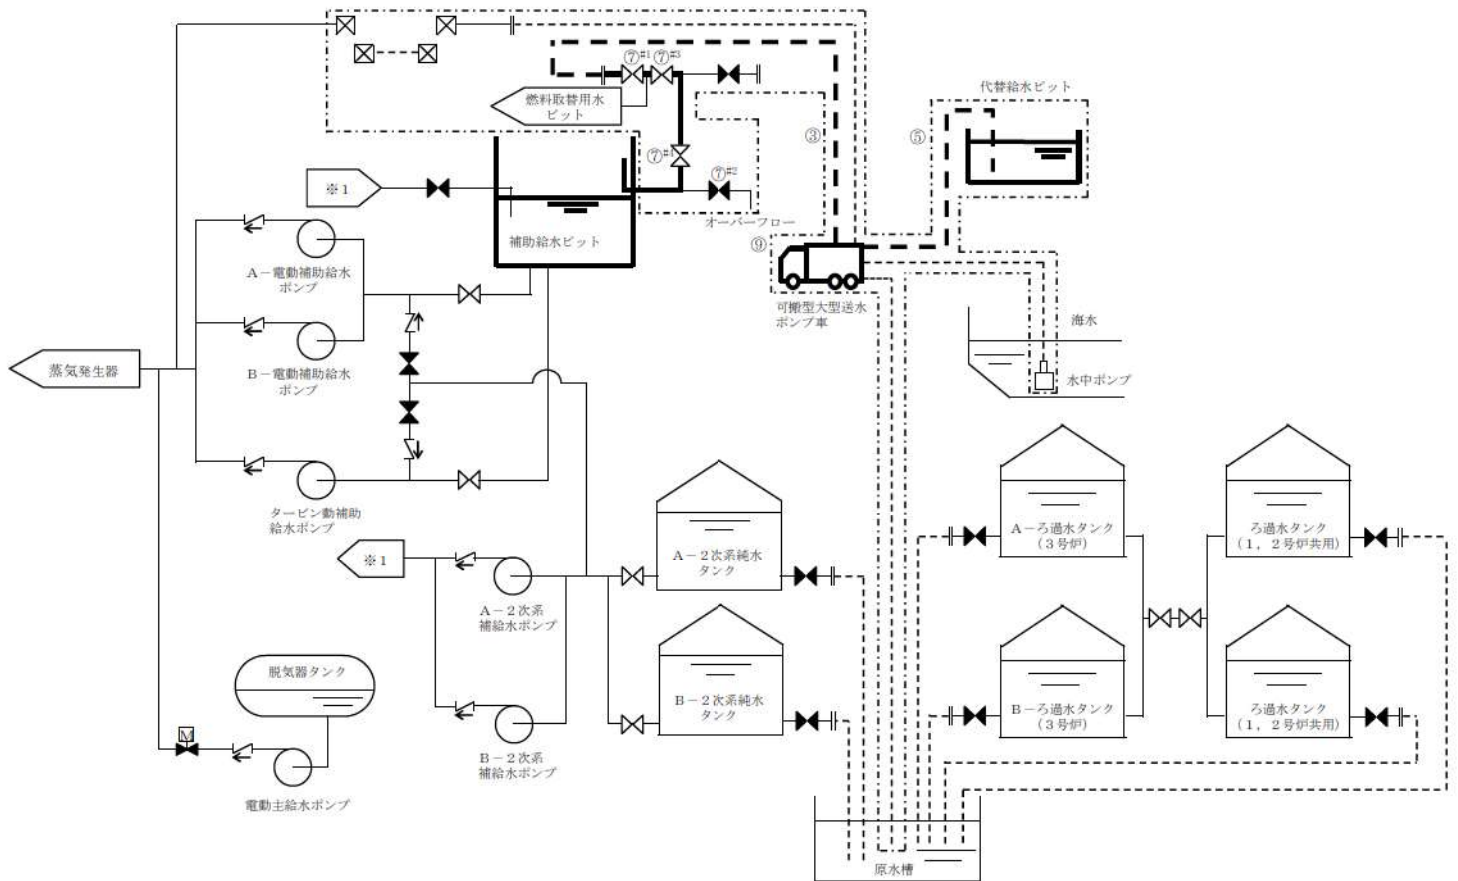 代替給水ピット
⑦#1
⑦#3
燃料取替用水
ピット
③
⑤
⑦#4
⑦#2
※1
オーバーフロー
補助給水ピット
⑨
A-電動補助給水
ポンプ
可搬型大型送水
ポンプ車
海水
蒸気発生器
B-電動補助給水
ポンプ
水中ポンプ
タービン動補助
給水ポンプ
A-ろ過水タンク
(3号炉)
ろ過水タンク
(1,2号炉共用)
※1
A-2次系純水
タンク
A-2次系
補給水ポンプ
脱気器タンク
B-2次系純水
タンク
B-ろ過水タンク
(3号炉)
ろ過水タンク
(1,2号炉共用)
M
B-2次系
補給水ポンプ
電動主給水ポンプ
原水槽